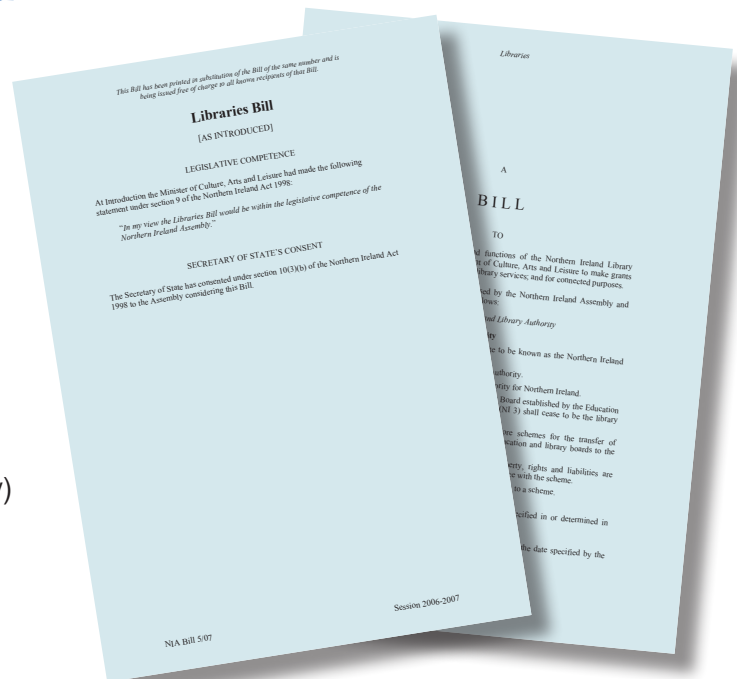 This Bill has been printed in substitution of the Bill of the same number and is
being issued free of charge to all known recipients of that Bill.
Libraries Bill
[AS INTRODUCED]
LEGISLATIVE COMPETENCE
At Introduction the Minister of Culture, Arts and Leisure had made the following
statement under section 9 of the Northern Ireland Act 1998:
“In my view the Libraries Bill would be within the legislative competence of the
Northern Ireland Assembly.”
SECRETARY OF STATE'S CONSENT
The Secretary of State has consented under section 10(3)(b) of the Northern Ireland Act
1998 to the Assembly considering this Bill.
NIA Bill 5/07
Session 2006-2007
Libraries
A
BILL
TO
functions of the Northern Ireland Library
of Culture, Arts and Leisure to make grants
library services; and for connected purposes.
by the Northern Ireland Assembly and
Library Authority
to be known as the Northern Ireland
for Northern Ireland.
Board established by the Education
(NI 3) shall cease to be the library
schemes for the transfer of
and library boards to the
rights and liabilities are
with the scheme.
to a scheme.
in or determined in
the date specified by the